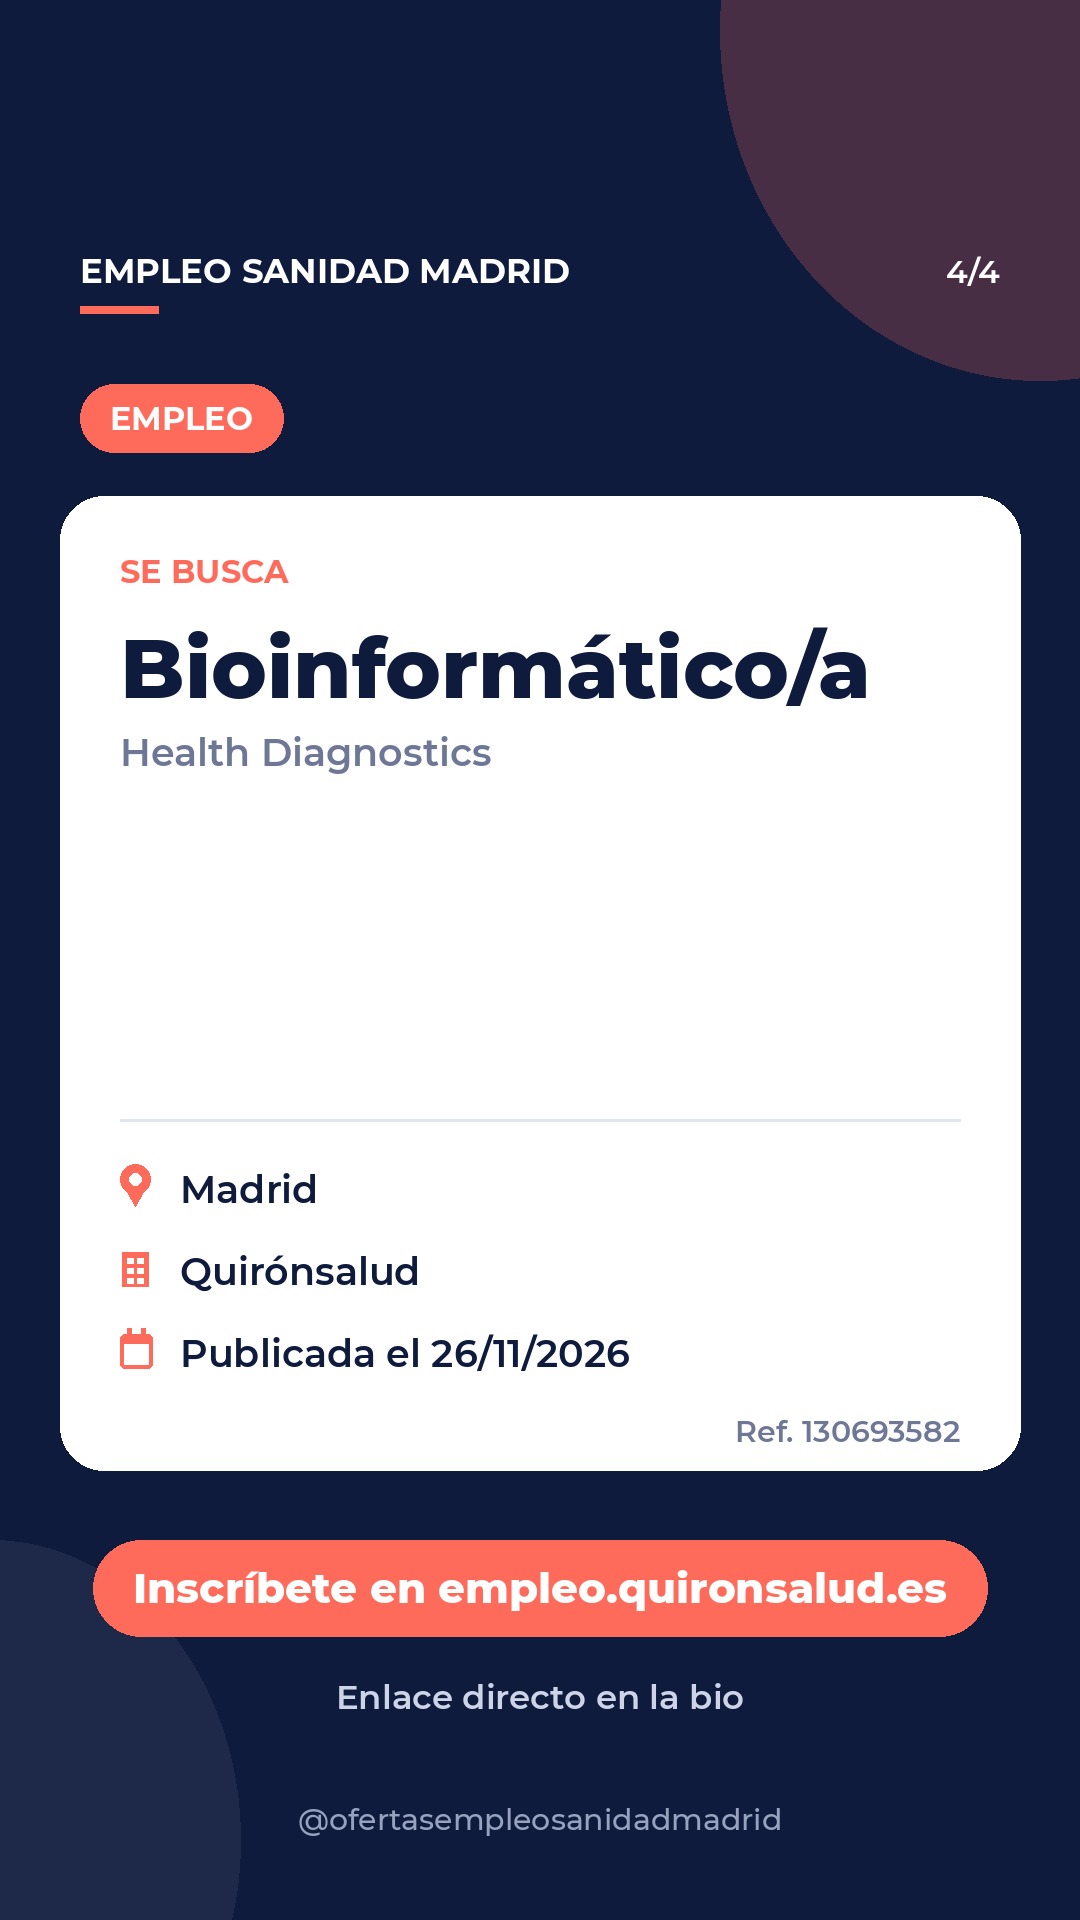 EMPLEO SANIDAD MADRID
4/4
EMPLEO
SE BUSCA
Bioinformático/a
Health Diagnostics
Madrid
Quirónsalud
Publicada el 26/11/2026
Ref. 130693582
Inscríbete en empleo.quironsalud.es
Enlace directo en la bio
@ofertasempleosanidadmadrid